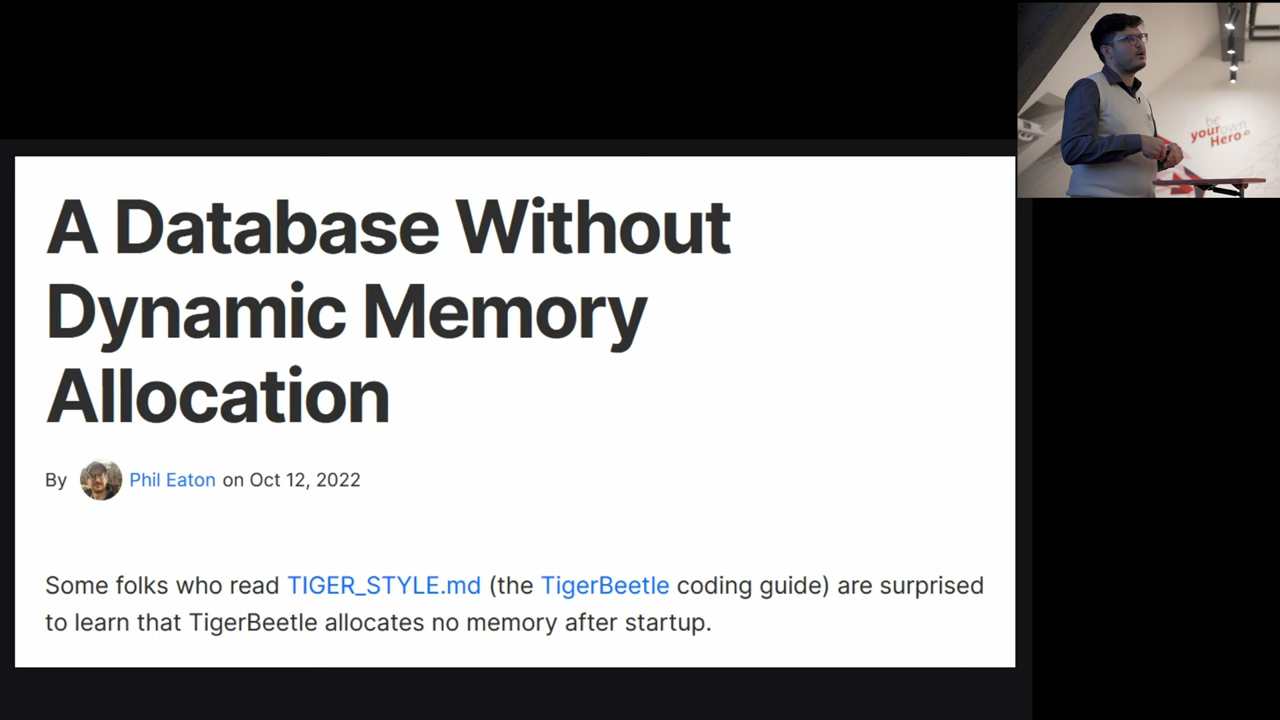 A Database Without
Dynamic Memory
Allocation
By Phil Eaton on Oct 12, 2022
Some folks who read TIGER_STYLE.md (the TigerBeetle coding guide) are surprised
to learn that TigerBeetle allocates no memory after startup.
be
your own
Hero